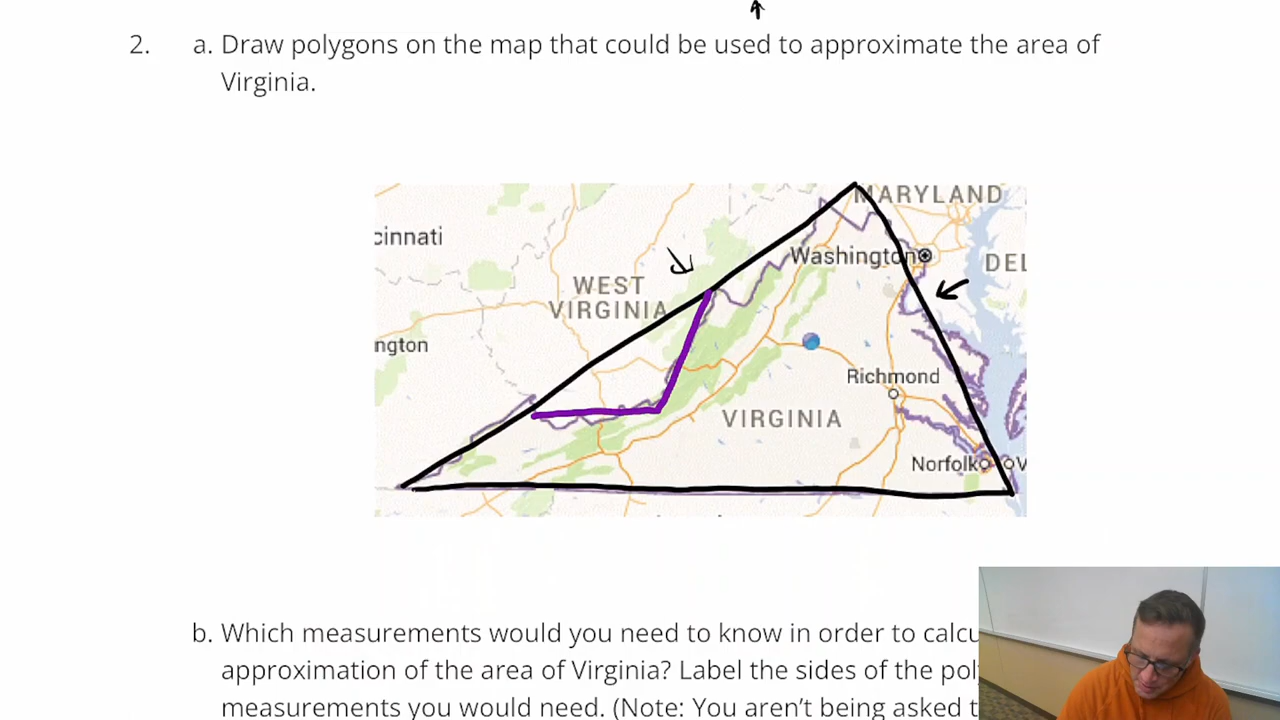 2. a. Draw polygons on the map that could be used to approximate the area of
Virginia.
MARYLAND
cinnati
Washington
DEL
WEST
VIRGINIA
ngton
Richmond
VIRGINIA
Norfolk
V
b. Which measurements would you need to know in order to calcu
approximation of the area of Virginia? Label the sides of the pol
measurements you would need. (Note: You aren't being asked t